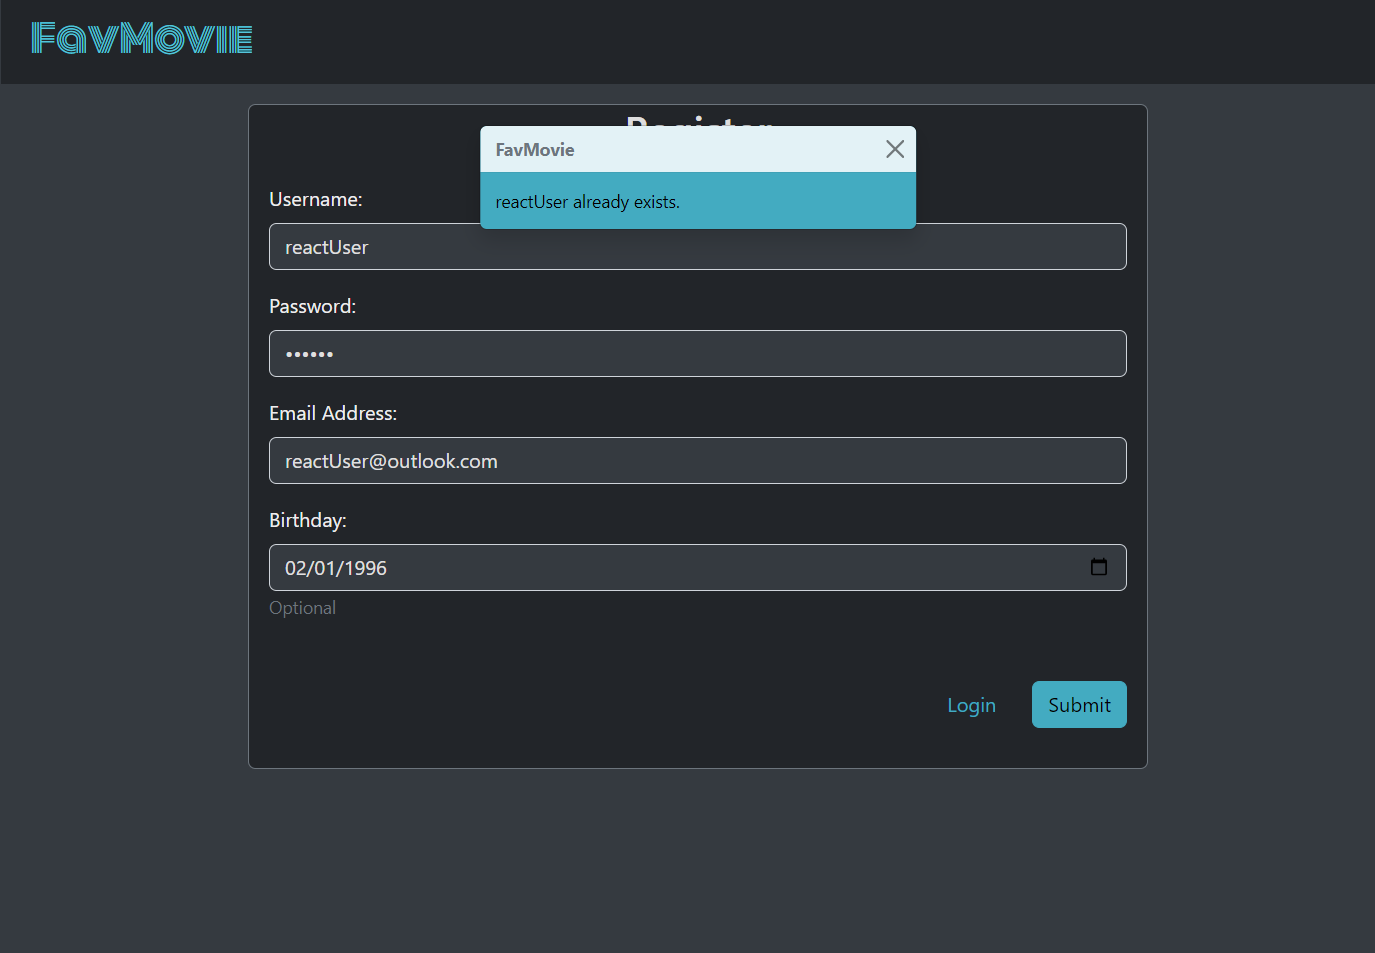 FavMovie
Register
FavMovie
reactUser already exists.
Username:
reactUser
Password:
••••••
Email Address:
reactUser@outlook.com
Birthday:
02/01/1996
Optional
Login
Submit